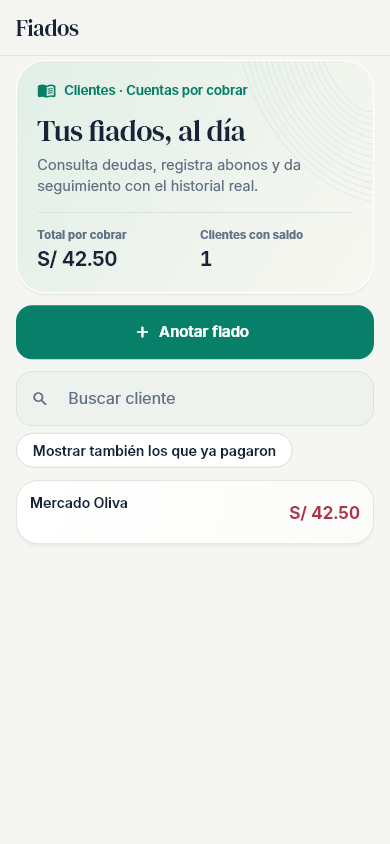 Fiados
Clientes · Cuentas por cobrar
Tus fiados, al día
Consulta deudas, registra abonos y da
seguimiento con el historial real.
Total por cobrar
S/ 42.50
Clientes con saldo
1
+ Anotar fiado
Buscar cliente
Mostrar también los que ya pagaron
Mercado Oliva
S/ 42.50